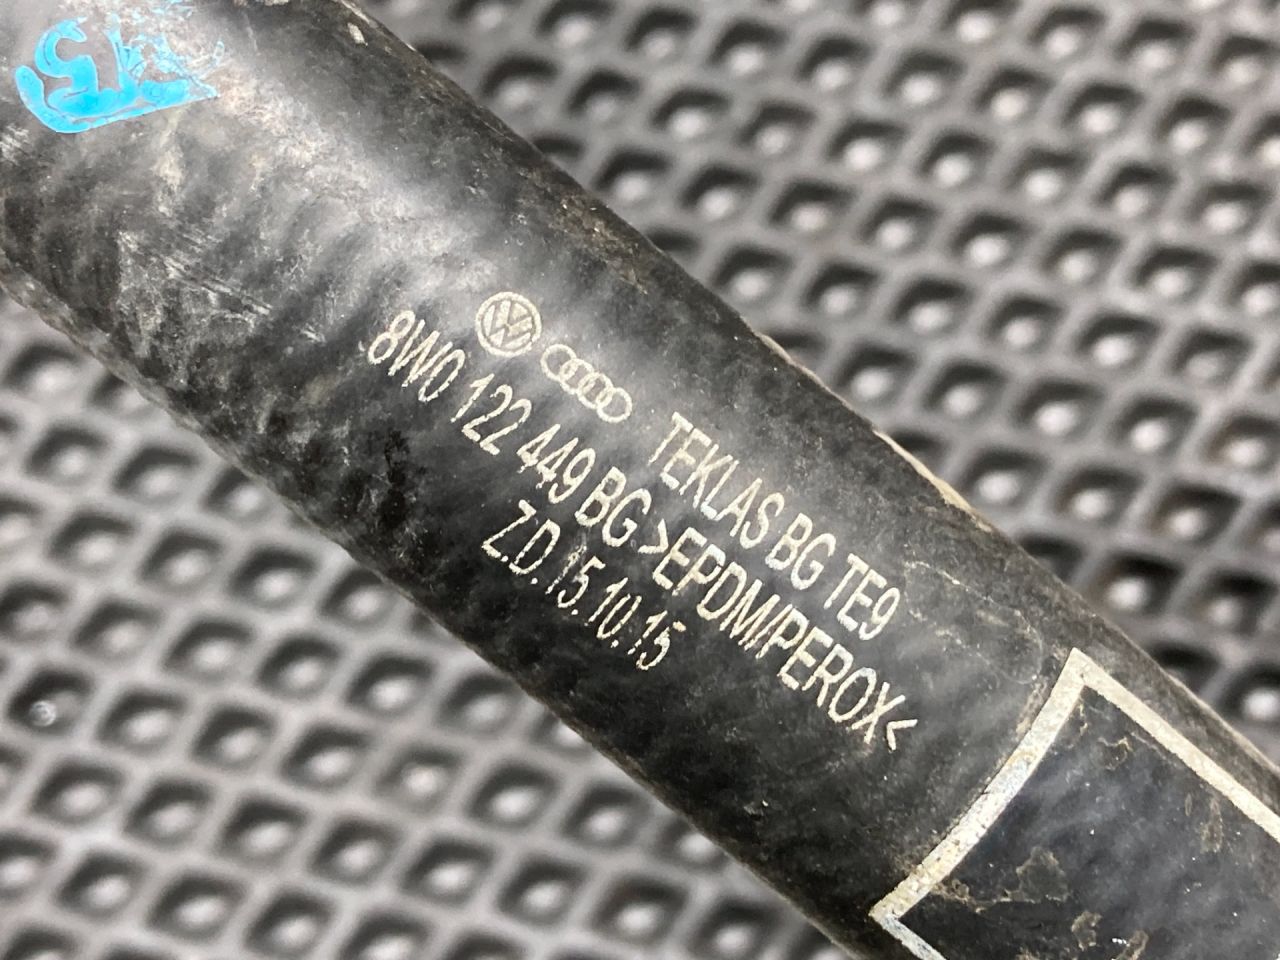 TEKLAS BG TE9
8W0 122 449 BG >EPDM/PEROX<
Z.D.15.10.15